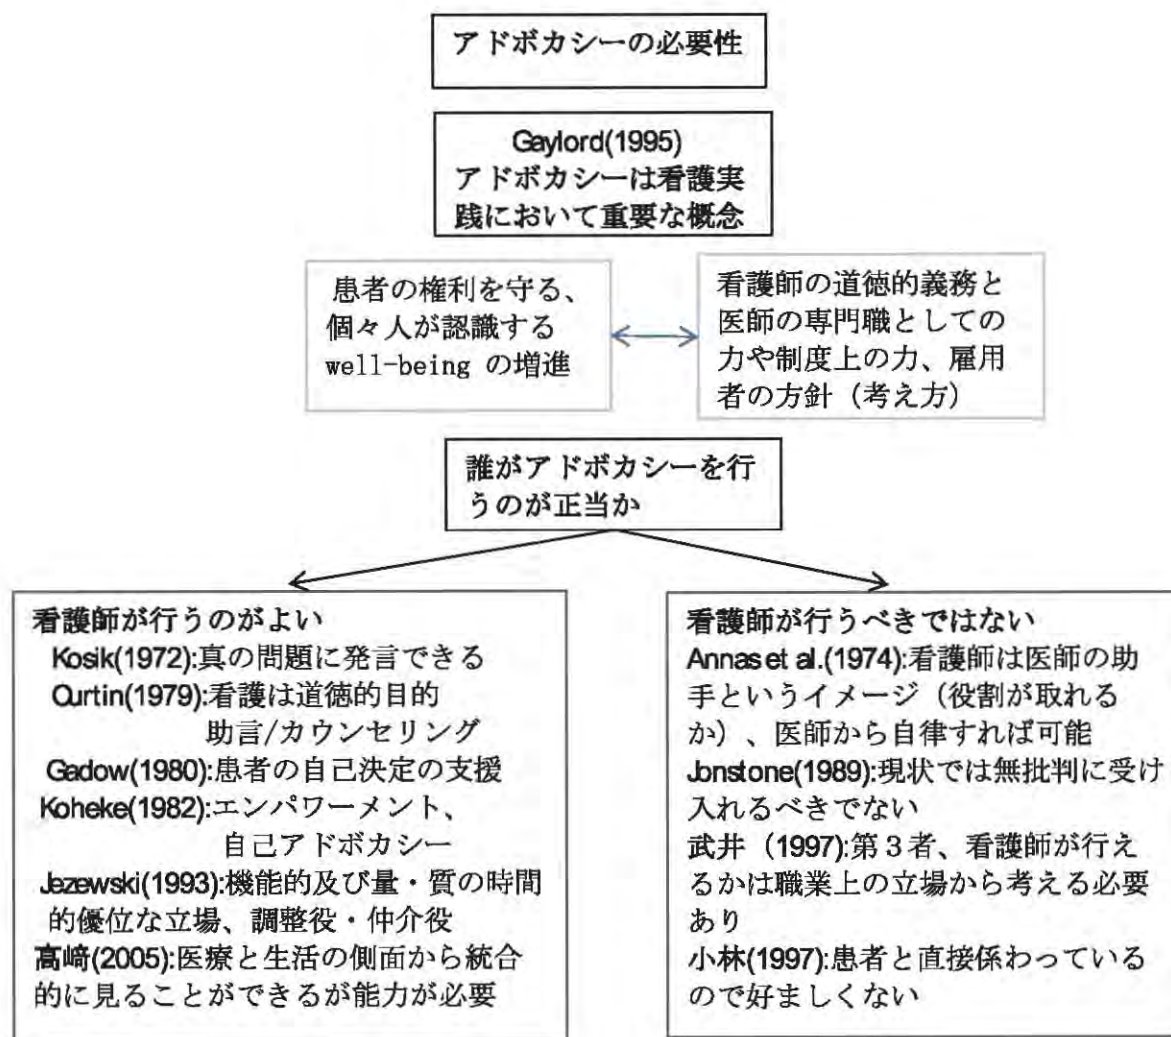 アドボカシーの必要性
Gaylord(1995)
アドボカシーは看護実
践において重要な概念
患者の権利を守る、
個々人が認識する
well-being の増進
看護師の道徳的義務と
医師の専門職としての
力や制度上の力、雇用
者の方針（考え方）
誰がアドボカシーを行
うのが正当か
看護師が行うのがよい
Kosik(1972):真の問題に発言できる
Curtin(1979):看護は道徳的目的
助言/カウンセリング
Gadow(1980):患者の自己決定の支援
Koheke(1982):エンパワーメント、
自己アドボカシー
Jezewski(1993):機能的及び量・質の時間
的優位な立場、調整役・仲介役
髙﨑(2005):医療と生活の側面から統合
的に見ることができるが能力が必要
看護師が行うべきではない
Annas et al.(1974):看護師は医師の助
手というイメージ（役割が取れる
か）、医師から自律すれば可能
Jonstone(1989):現状では無批判に受け
入れるべきでない
武井（1997):第３者、看護師が行え
るかは職業上の立場から考える必要
あり
小林(1997):患者と直接係わっている
ので好ましくない